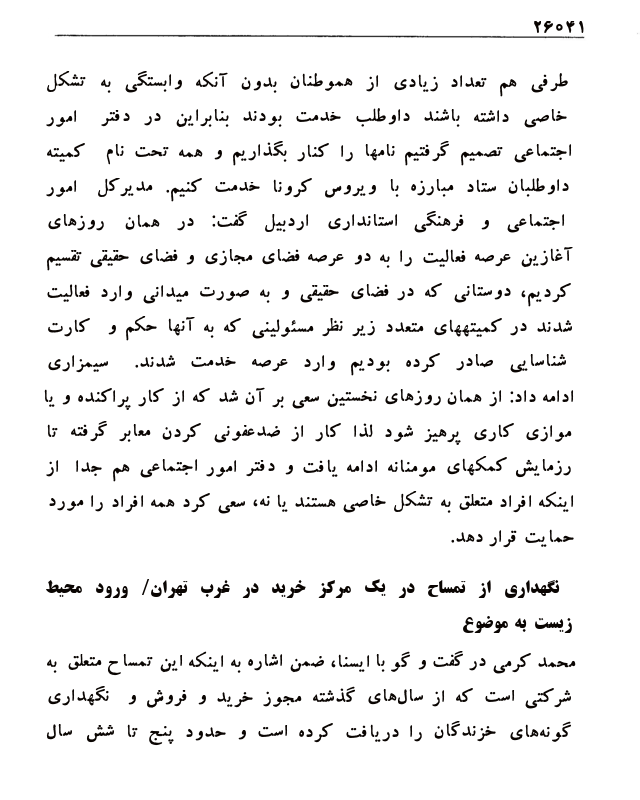 ۲۶۰۴۱
طرفی هم تعداد زیادی از هموطنان بدون آنکه وابستگی به تشکل
خاصی داشته باشند داوطلب خدمت بودند بنابراین در دفتر امور
اجتماعی تصمیم گرفتیم نامها را کنار بگذاریم و همه تحت نام کمیته
داوطلبان ستاد مبارزه با ویروس کرونا خدمت کنیم. مدیرکل امور
اجتماعی و فرهنگی استانداری اردبیل گفت: در همان روزهای
آغازین عرصه فعالیت را به دو عرصه فضای مجازی و فضای حقیقی تقسیم
کردیم، دوستانی که در فضای حقیقی و به صورت میدانی وارد فعالیت
شدند در کمیتههای متعدد زیر نظر مسئولینی که به آنها حکم و کارت
شناسایی صادر کرده بودیم وارد عرصه خدمت شدند. سیمزاری
ادامه داد: از همان روزهای نخستین سعی بر آن شد که از کار پراکنده و یا
موازی کاری پرهیز شود لذا کار از ضدعفونی کردن معابر گرفته تا
رزمایش کمکهای مومنانه ادامه یافت و دفتر امور اجتماعی هم جدا از
اینکه افراد متعلق به تشکل خاصی هستند یا نه، سعی کرد همه افراد را مورد
حمایت قرار دهد.
نگهداری از تمساح در یک مرکز خرید در غرب تهران/ ورود محیط
زیست به موضوع
محمد کرمی در گفت و گو با ایسنا، ضمن اشاره به اینکه این تمساح متعلق به
شرکتی است که از سال‌های گذشته مجوز خرید و فروش و نگهداری
گونه‌های خزندگان را دریافت کرده است و حدود پنج تا شش سال